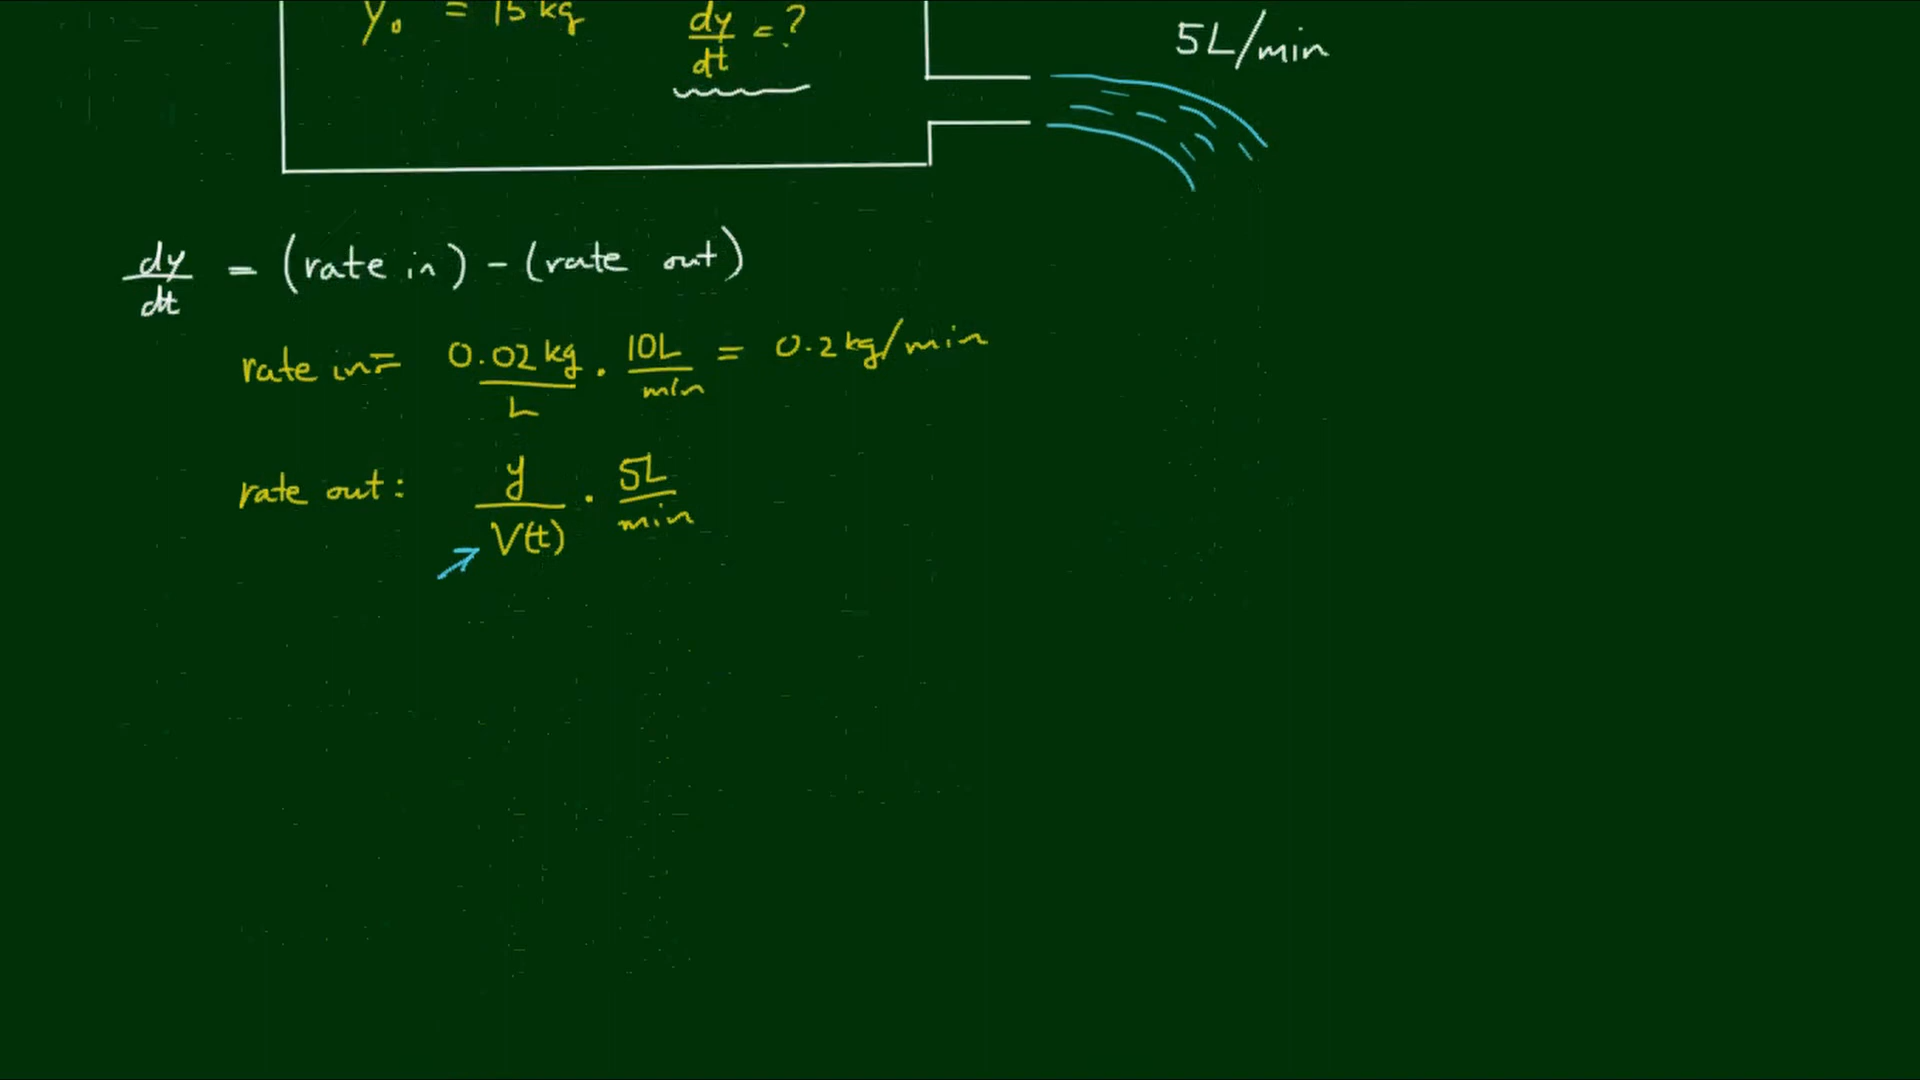 y₀ = 15 kg
dy/dt = ?
5L/min
dy/dt = (rate in) - (rate out)
rate in = 0.02 kg/L · 10L/min = 0.2 kg/min
rate out: y/V(t) · 5L/min